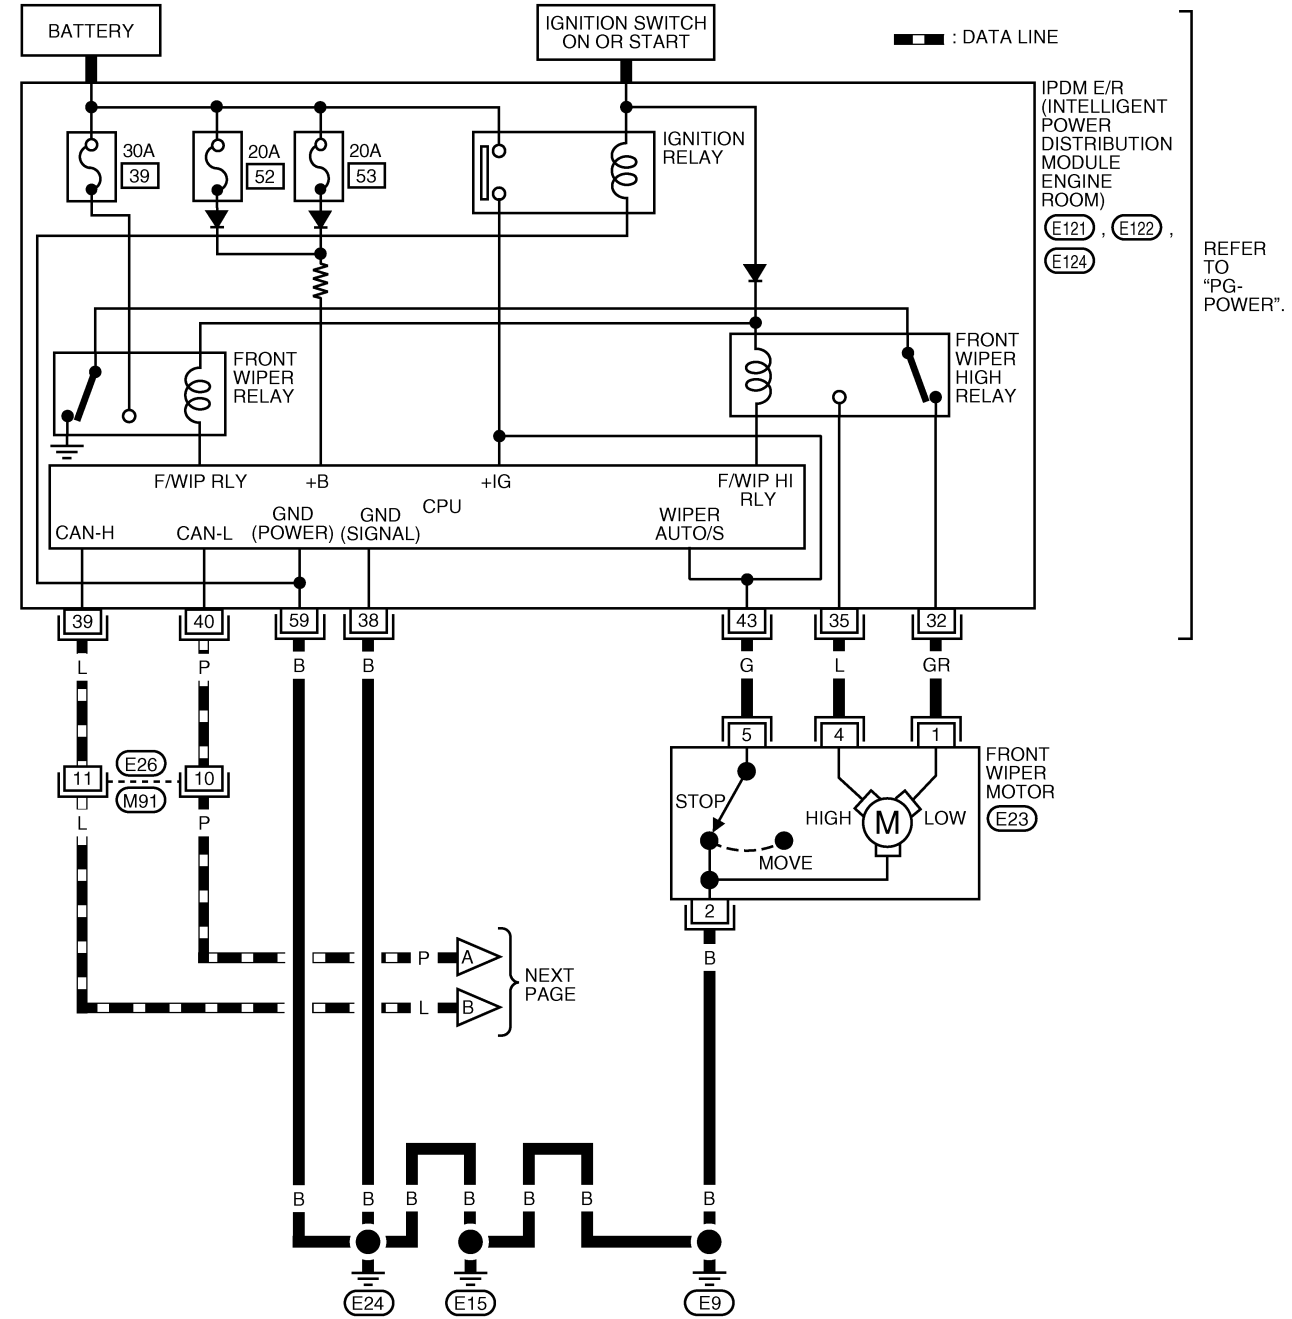 BATTERY
IGNITION SWITCH
ON OR START
: DATA LINE
IPDM E/R
(INTELLIGENT
POWER
DISTRIBUTION
MODULE
ENGINE
ROOM)
E121 , E122 ,
E124
REFER
TO
“PG-
POWER”.
30A
39
20A
52
20A
53
IGNITION
RELAY
FRONT
WIPER
RELAY
FRONT
WIPER
HIGH
RELAY
F/WIP RLY
+B
+IG
F/WIP HI
RLY
CPU
CAN-H
CAN-L
GND
(POWER)
GND
(SIGNAL)
WIPER
AUTO/S
39
40
59
38
43
35
32
L
P
B
B
G
L
GR
5
4
1
11
E26
M91
10
L
P
FRONT
WIPER
MOTOR
E23
STOP
MOVE
HIGH
M
LOW
2
B
P
A
L
B
NEXT
PAGE
B
B
B
B
B
B
B
E24
E15
E9